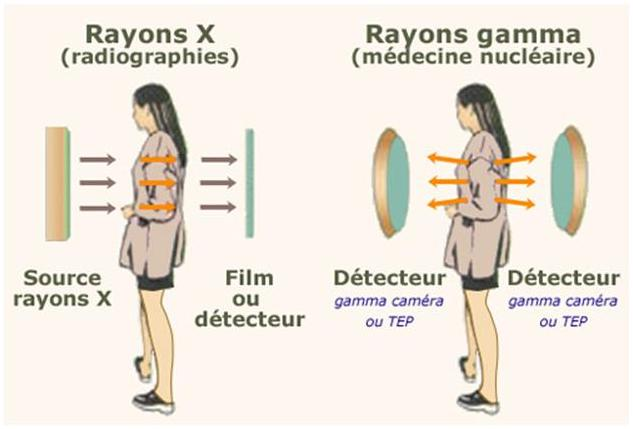 Rayons X
(radiographies)
Rayons gamma
(médecine nucléaire)
Source
rayons X
Film
ou
détecteur
Détecteur
gamma caméra
ou TEP
Détecteur
gamma caméra
ou TEP